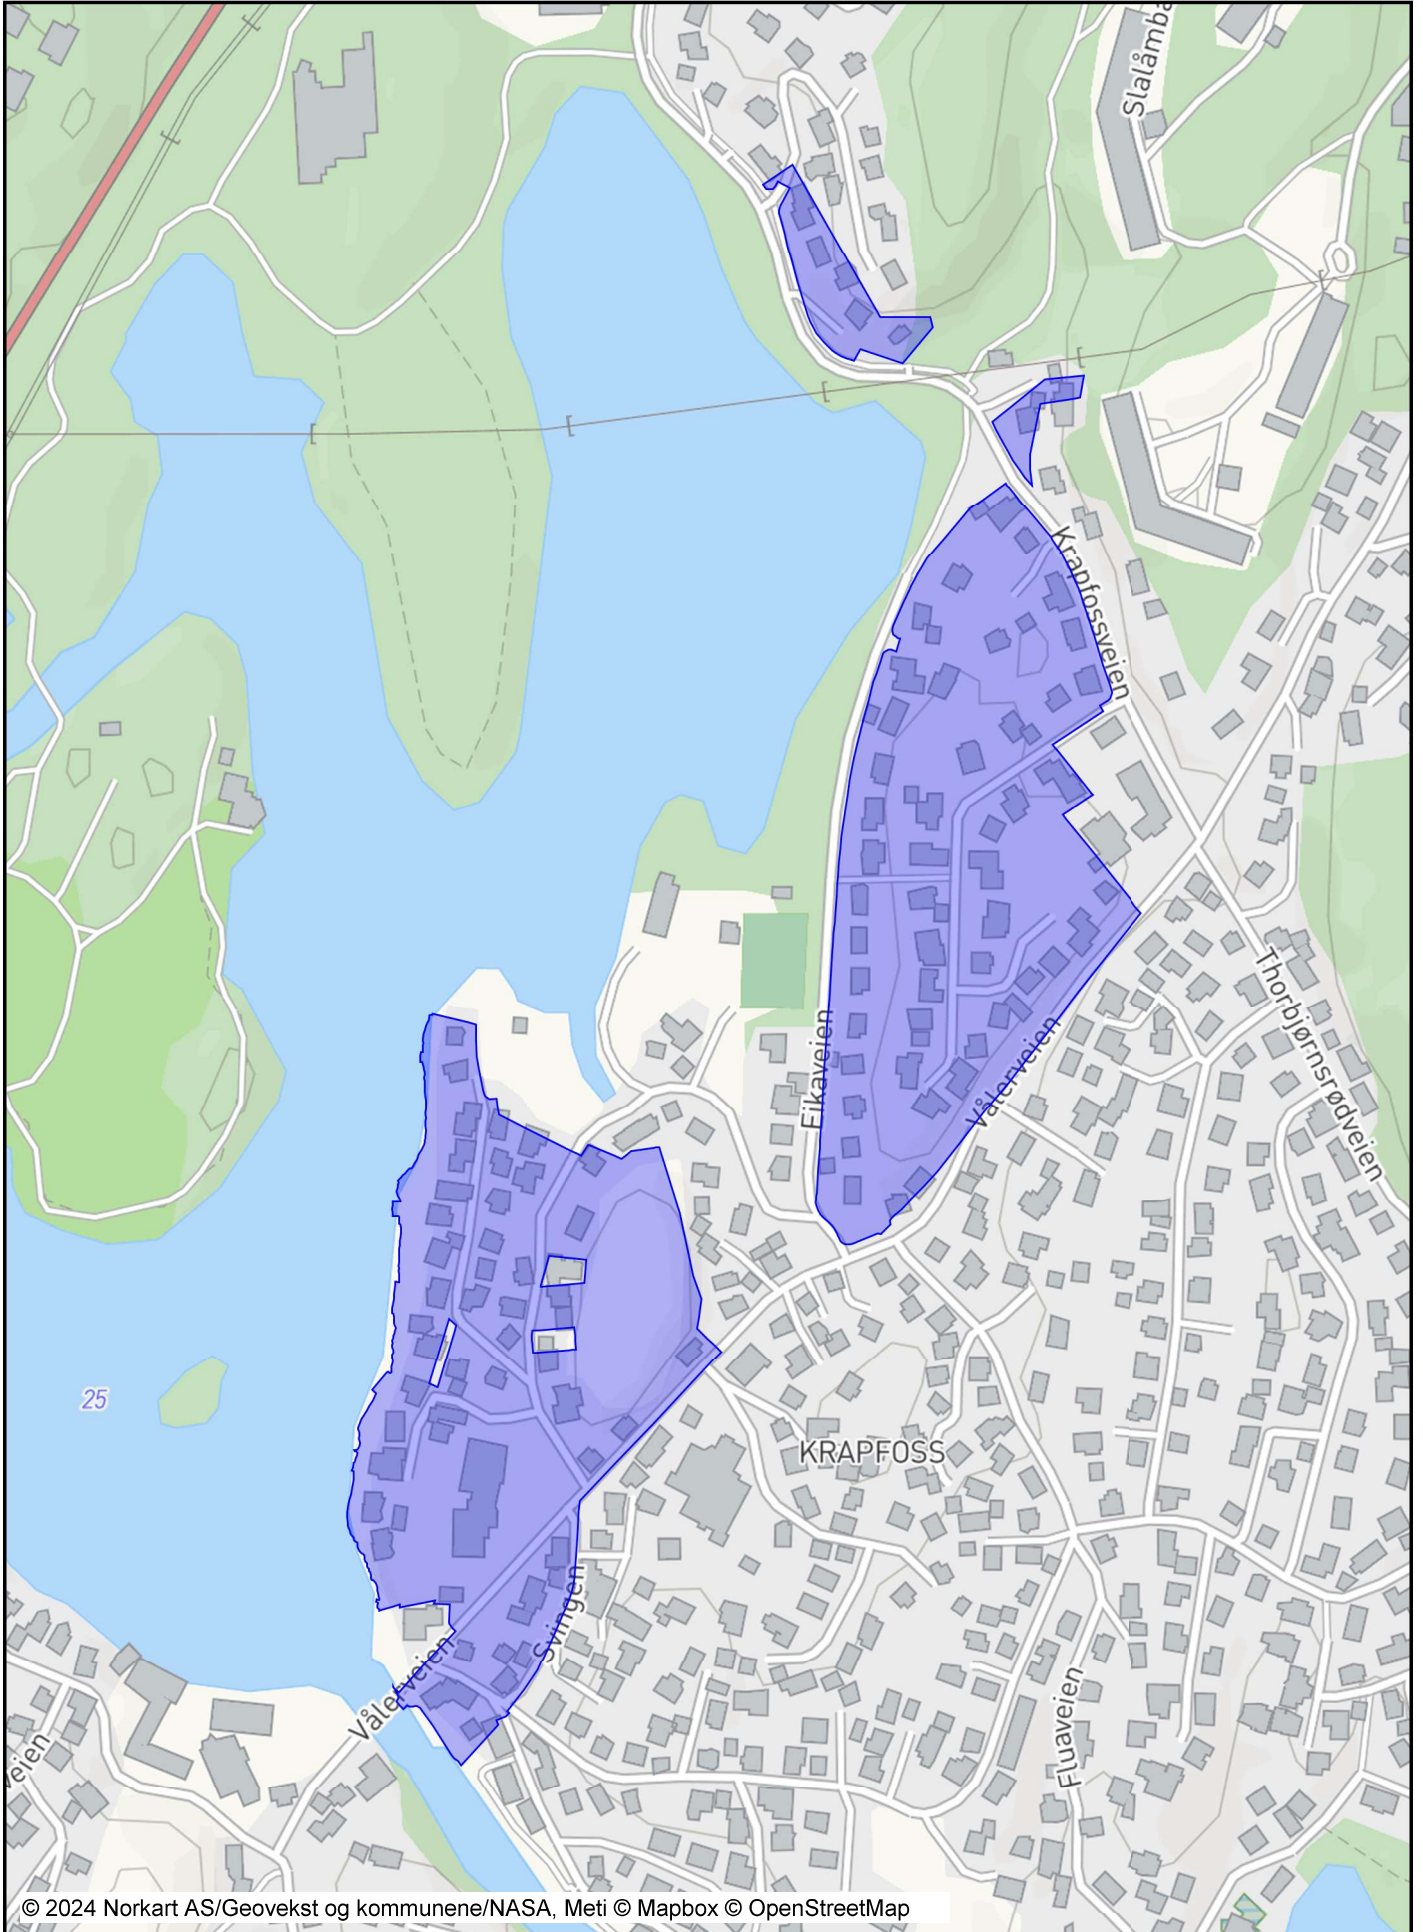 Slalåmba
Krapfossveien
Thorbjørnsrødveien
Eikaveien
Vålerveien
25
KRAPFOSS
Svingen
Vålerveien
Fluaveien
veien
© 2024 Norkart AS/Geovekst og kommunene/NASA, Meti © Mapbox © OpenStreetMap